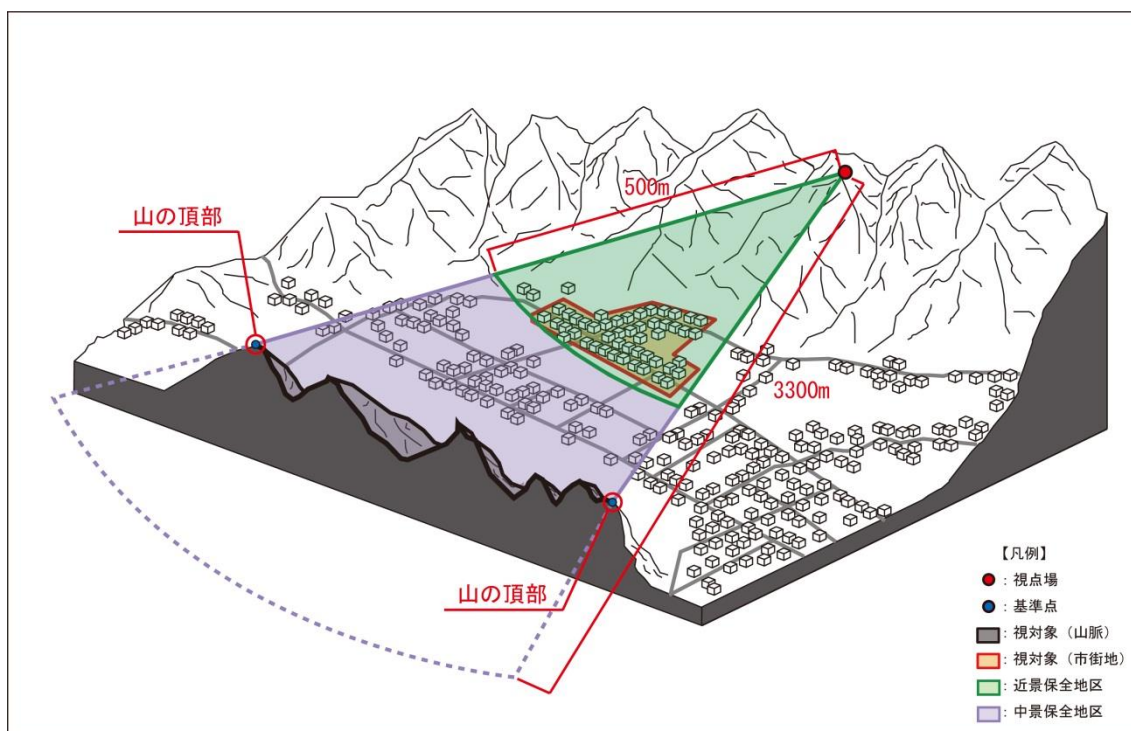 500m
山の頂部
3300m
山の頂部
【凡例】
：視点場
：基準点
：視対象（山脈）
：視対象（市街地）
：近景保全地区
：中景保全地区